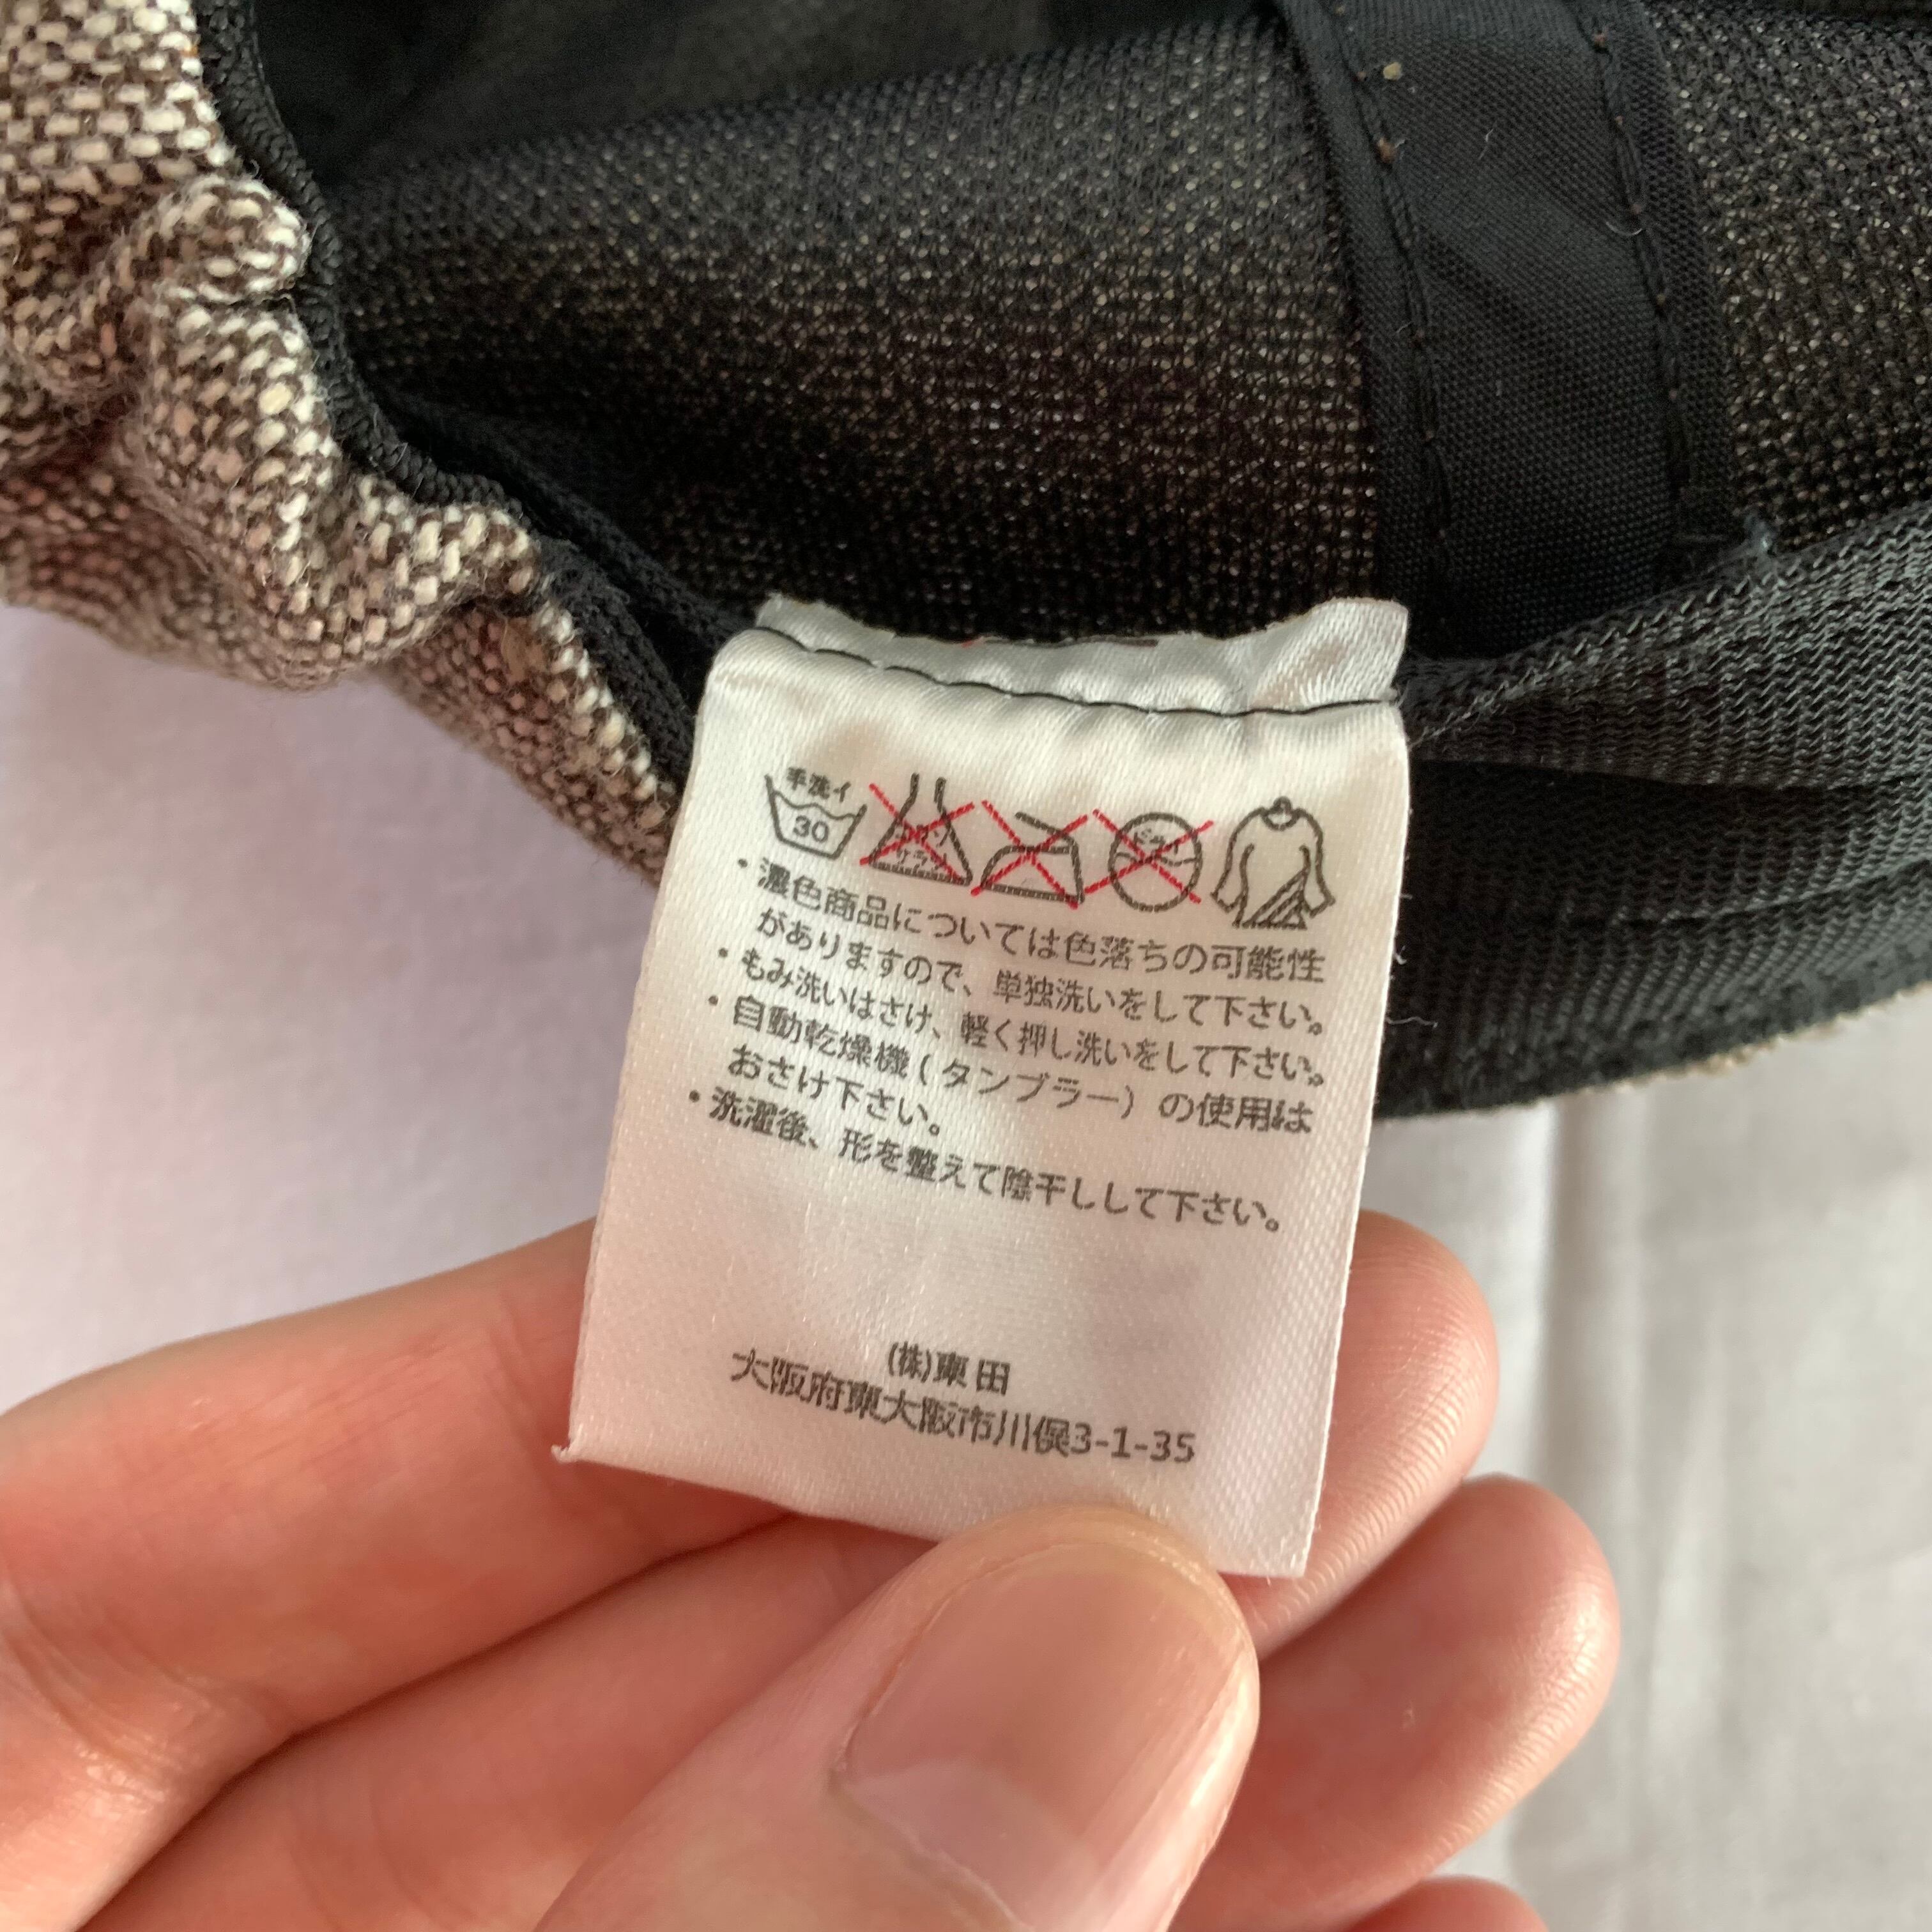 手洗イ
30
・濃色商品については色落ちの可能性
がありますので、単独洗いをして下さい。
・もみ洗いはさけ、軽く押し洗いをして下さい。
・自動乾燥機(タンブラー)の使用は
おさけ下さい。
・洗濯後、形を整えて陰干しして下さい。
(株)東田
大阪府東大阪市川俣3-1-35